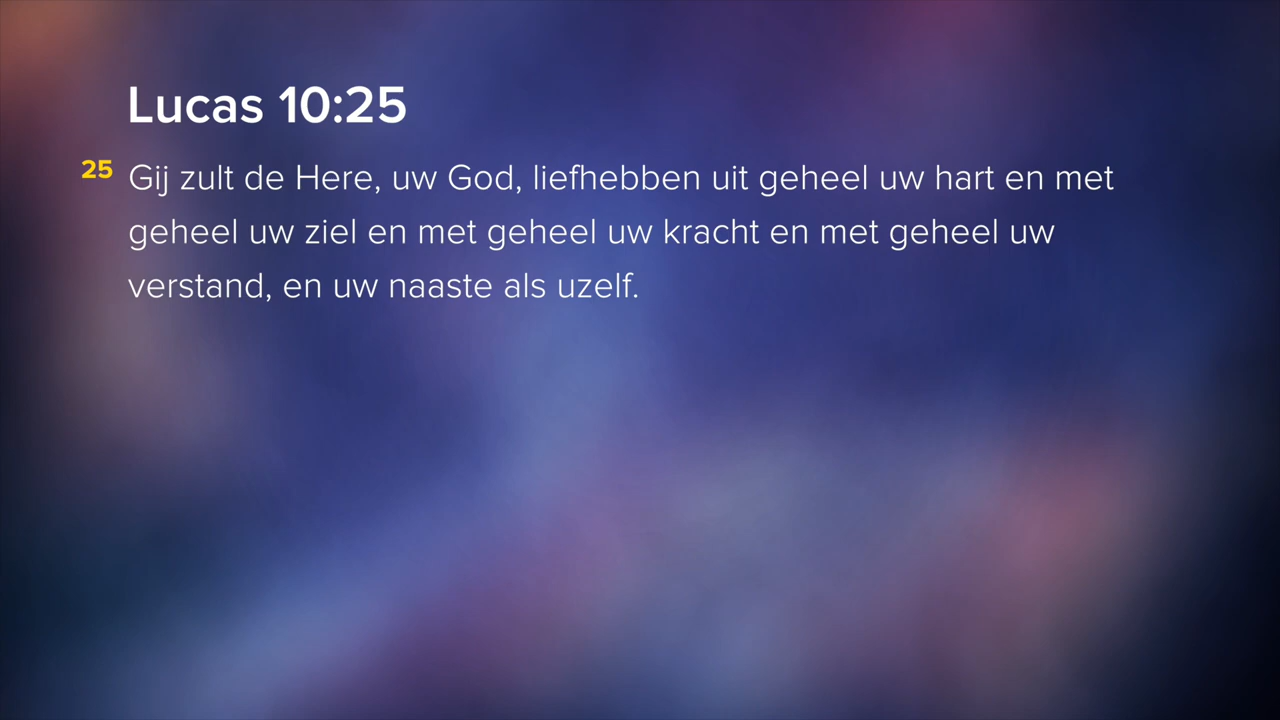 Lucas 10:25
25 Gij zult de Here, uw God, liefhebben uit geheel uw hart en met
geheel uw ziel en met geheel uw kracht en met geheel uw
verstand, en uw naaste als uzelf.